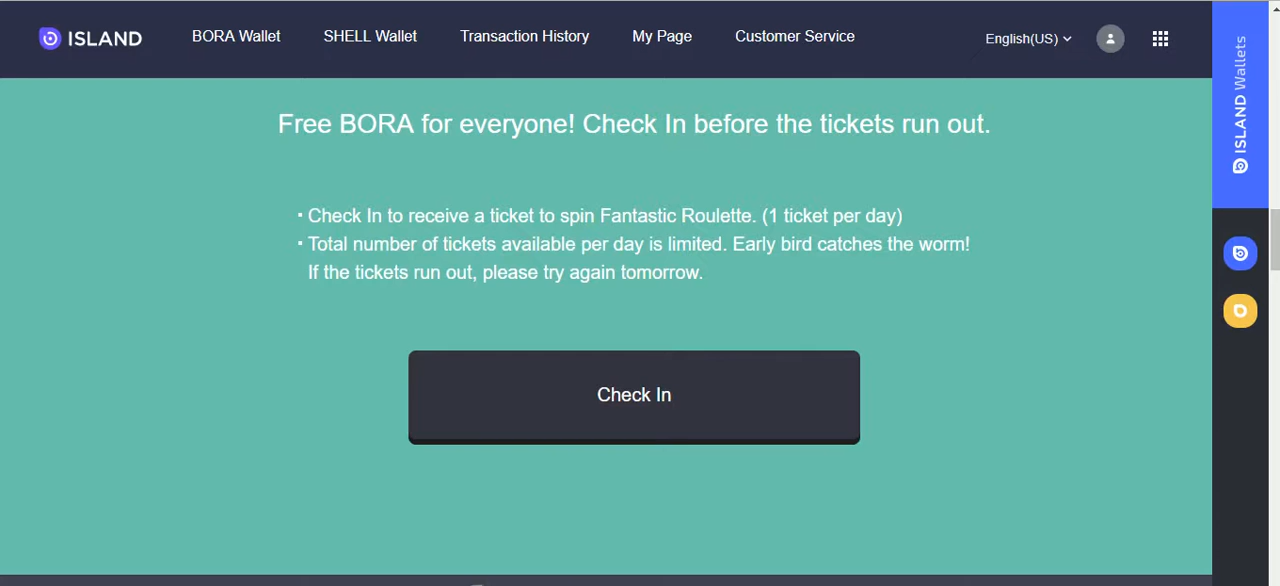 ISLAND BORA Wallet SHELL Wallet Transaction History My Page Customer Service English(US)
ISLAND Wallets
Free BORA for everyone! Check In before the tickets run out.
· Check In to receive a ticket to spin Fantastic Roulette. (1 ticket per day)
· Total number of tickets available per day is limited. Early bird catches the worm!
If the tickets run out, please try again tomorrow.
Check In